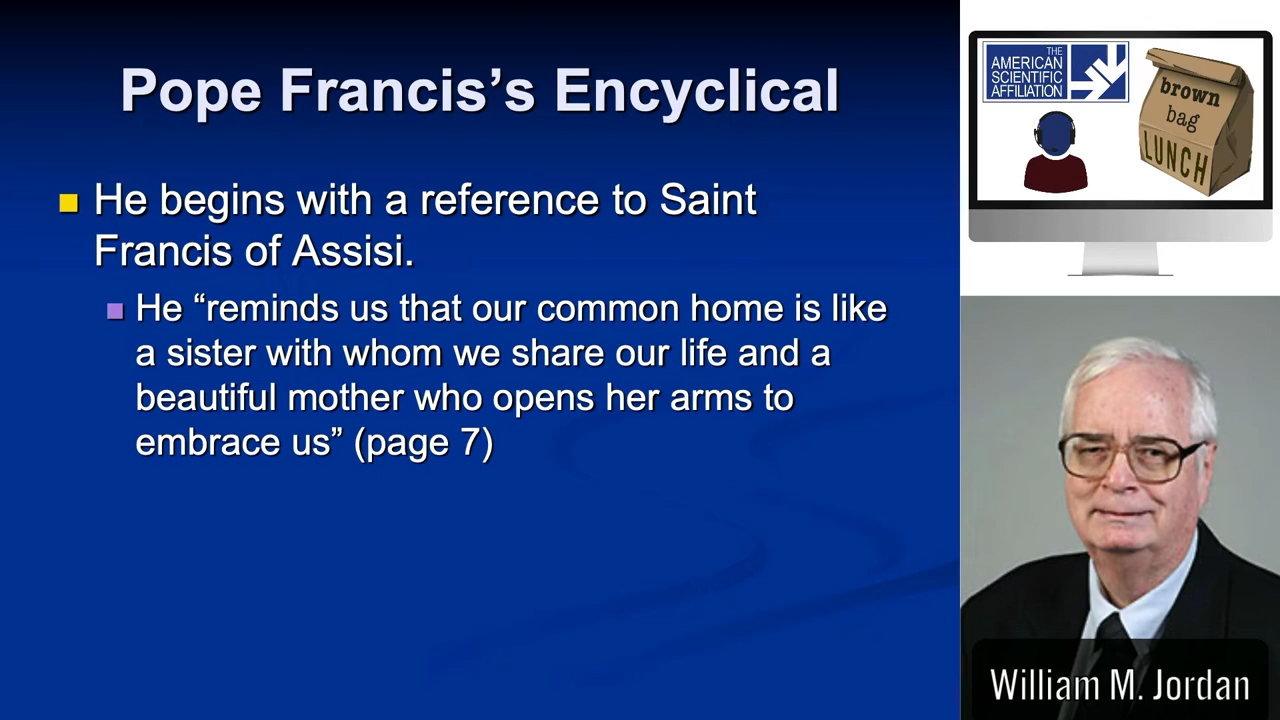 Pope Francis’s Encyclical
He begins with a reference to Saint
Francis of Assisi.
He “reminds us that our common home is like
a sister with whom we share our life and a
beautiful mother who opens her arms to
embrace us” (page 7)
THE
AMERICAN
SCIENTIFIC
AFFILIATION
brown
bag
LUNCH
William M. Jordan